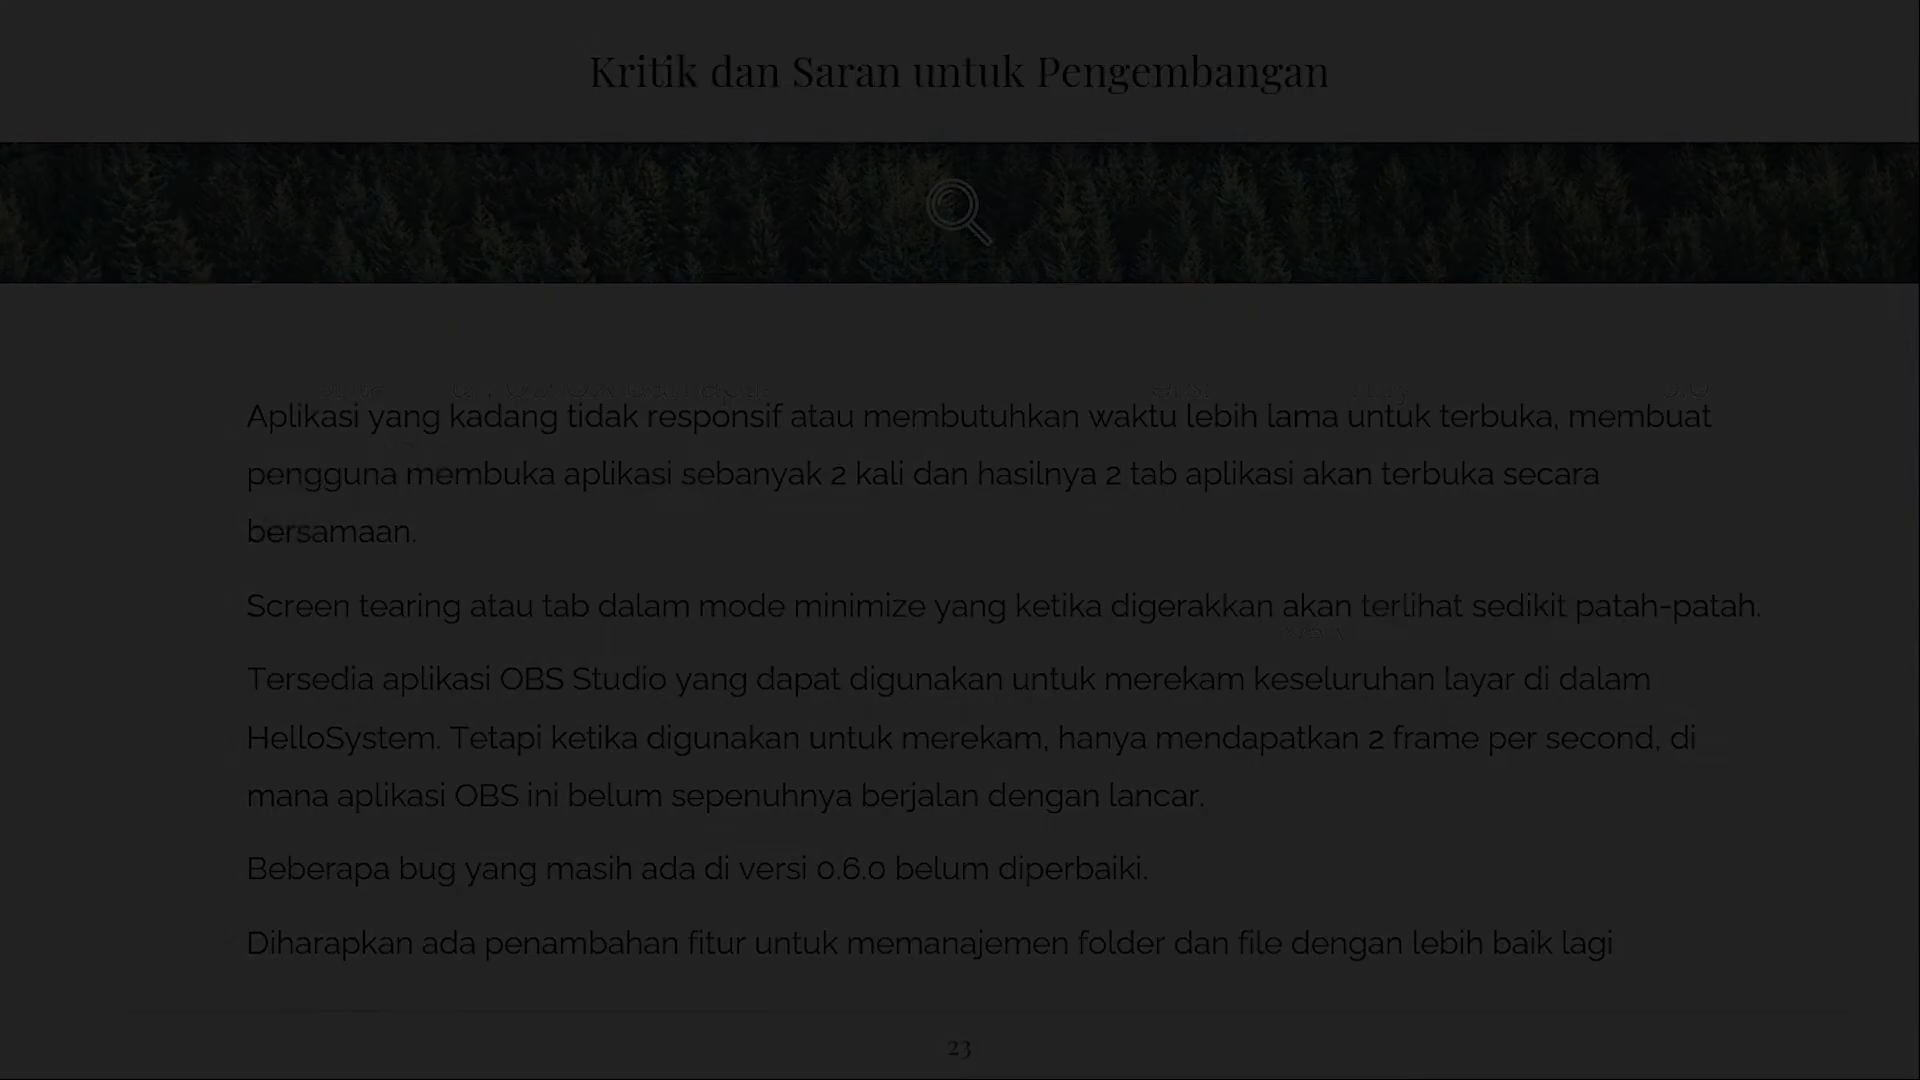 Kritik dan Saran untuk Pengembangan
Aplikasi yang kadang tidak responsif atau membutuhkan waktu lebih lama untuk terbuka, membuat
pengguna membuka aplikasi sebanyak 2 kali dan hasilnya 2 tab aplikasi akan terbuka secara
bersamaan.
Screen tearing atau tab dalam mode minimize yang ketika digerakkan akan terlihat sedikit patah-patah.
Tersedia aplikasi OBS Studio yang dapat digunakan untuk merekam keseluruhan layar di dalam
HelloSystem. Tetapi ketika digunakan untuk merekam, hanya mendapatkan 2 frame per second, di
mana aplikasi OBS ini belum sepenuhnya berjalan dengan lancar.
Beberapa bug yang masih ada di versi 0.6.0 belum diperbaiki.
Diharapkan ada penambahan fitur untuk memanajemen folder dan file dengan lebih baik lagi
23